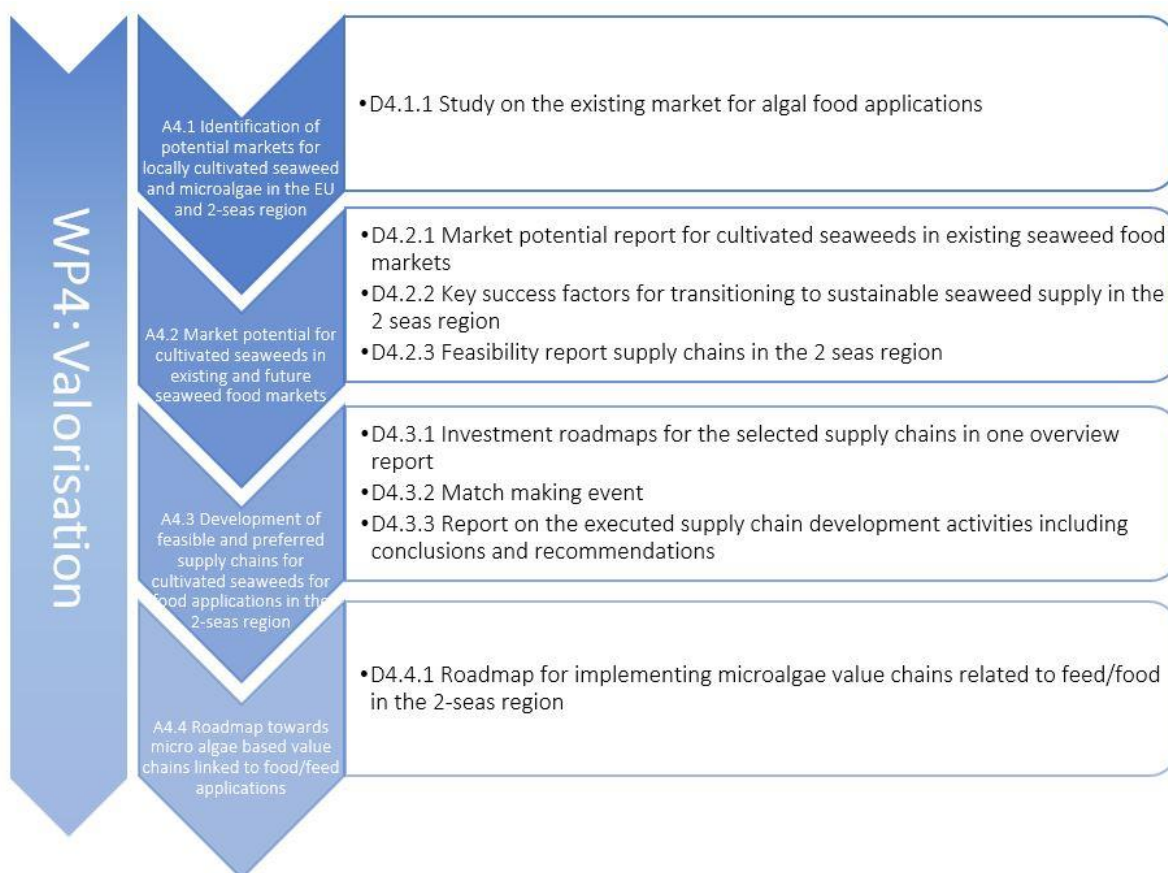 WP4: Valorisation
A4.1 Identification of
potential markets for
locally cultivated seaweed
and microalgae in the EU
and 2-seas region
•D4.1.1 Study on the existing market for algal food applications
A4.2 Market potential for
cultivated seaweeds in
existing and future
seaweed food markets
•D4.2.1 Market potential report for cultivated seaweeds in existing seaweed food
markets
•D4.2.2 Key success factors for transitioning to sustainable seaweed supply in the
2 seas region
•D4.2.3 Feasibility report supply chains in the 2 seas region
A4.3 Development of
feasible and preferred
supply chains for
cultivated seaweeds for
food applications in the
2-seas region
•D4.3.1 Investment roadmaps for the selected supply chains in one overview
report
•D4.3.2 Match making event
•D4.3.3 Report on the executed supply chain development activities including
conclusions and recommendations
A4.4 Roadmap towards
micro algae based value
chains linked to food/feed
applications
•D4.4.1 Roadmap for implementing microalgae value chains related to feed/food
in the 2-seas region